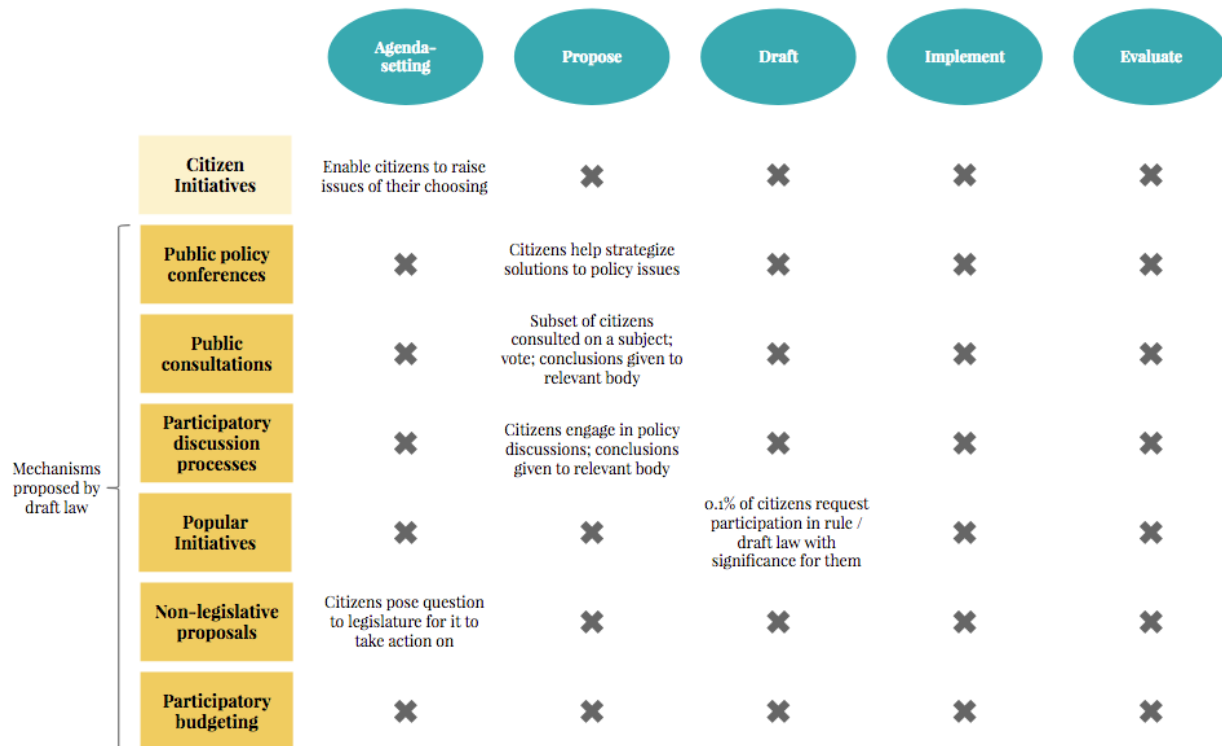 Agenda-
setting
Propose
Draft
Implement
Evaluate
Citizen
Initiatives
Enable citizens to raise
issues of their choosing
Public policy
conferences
Citizens help strategize
solutions to policy issues
Public
consultations
Subset of citizens
consulted on a subject;
vote; conclusions given to
relevant body
Participatory
discussion
processes
Citizens engage in policy
discussions; conclusions
given to relevant body
Mechanisms
proposed by
draft law
Popular
Initiatives
0.1% of citizens request
participation in rule /
draft law with
significance for them
Non-legislative
proposals
Citizens pose question
to legislature for it to
take action on
Participatory
budgeting